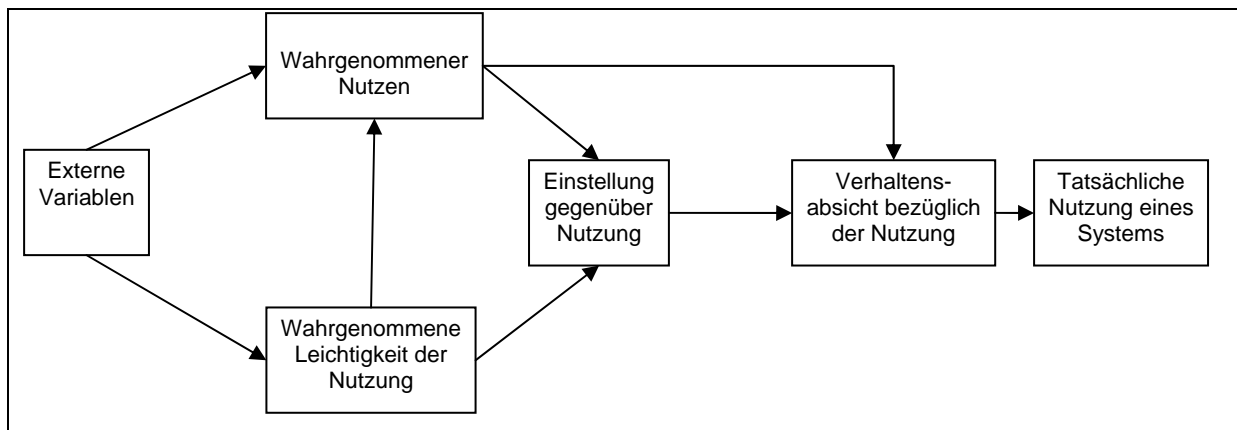 Wahrgenommener
Nutzen
Externe
Variablen
Einstellung
gegenüber
Nutzung
Verhaltens-
absicht bezüglich
der Nutzung
Tatsächliche
Nutzung eines
Systems
Wahrgenommene
Leichtigkeit der
Nutzung